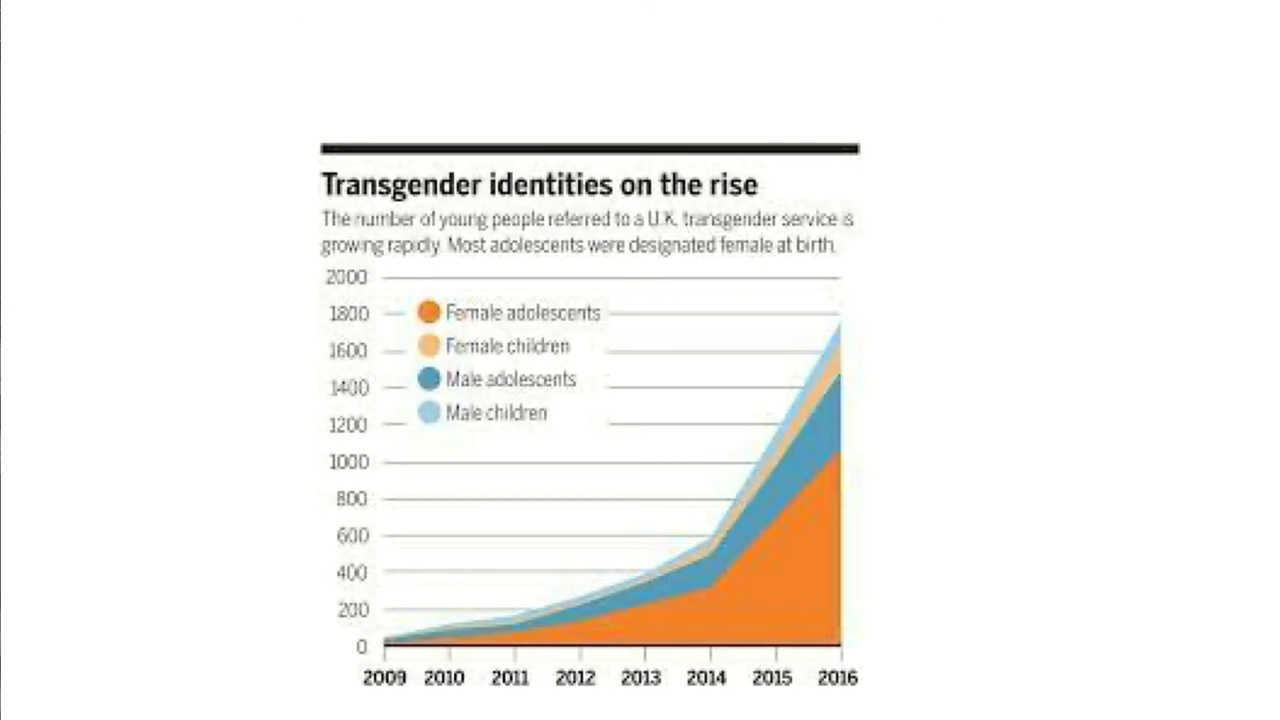 Transgender identities on the rise
The number of young people referred to a U.K. transgender service is
growing rapidly. Most adolescents were designated female at birth.
2000
1800
Female adolescents
1600
Female children
1400
Male adolescents
1200
Male children
1000
800
600
400
200
0
2009 2010 2011 2012 2013 2014 2015 2016